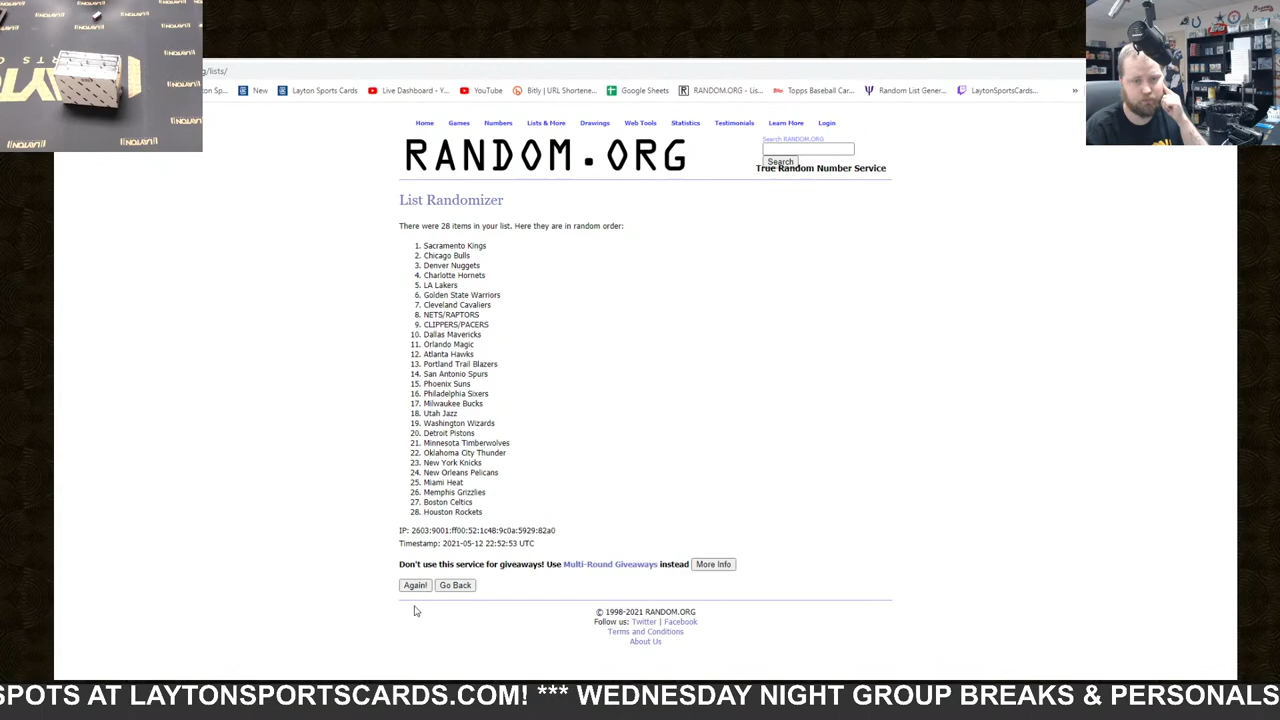 g/lists/
on Sp...
New
Layton Sports Cards
Live Dashboard - Y...
YouTube
Bitly | URL Shortene...
Google Sheets
RANDOM.ORG - Lis...
Topps Baseball Car...
Random List Gener...
LaytonSportsCards...
»
Home Games Numbers Lists & More Drawings Web Tools Statistics Testimonials Learn More Login
RANDOM.ORG
Search RANDOM.ORG
Search
True Random Number Service
List Randomizer
There were 28 items in your list. Here they are in random order:
1. Sacramento Kings
2. Chicago Bulls
3. Denver Nuggets
4. Charlotte Hornets
5. LA Lakers
6. Golden State Warriors
7. Cleveland Cavaliers
8. NETS/RAPTORS
9. CLIPPERS/PACERS
10. Dallas Mavericks
11. Orlando Magic
12. Atlanta Hawks
13. Portland Trail Blazers
14. San Antonio Spurs
15. Phoenix Suns
16. Philadelphia Sixers
17. Milwaukee Bucks
18. Utah Jazz
19. Washington Wizards
20. Detroit Pistons
21. Minnesota Timberwolves
22. Oklahoma City Thunder
23. New York Knicks
24. New Orleans Pelicans
25. Miami Heat
26. Memphis Grizzlies
27. Boston Celtics
28. Houston Rockets
IP: 2603:9001:ff00:52:1c48:9c0a:5929:82a0
Timestamp: 2021-05-12 22:52:53 UTC
Don't use this service for giveaways! Use Multi-Round Giveaways instead More Info
Again! Go Back
© 1998-2021 RANDOM.ORG
Follow us: Twitter | Facebook
Terms and Conditions
About Us
SPOTS AT LAYTONSPORTSCARDS.COM! *** WEDNESDAY NIGHT GROUP BREAKS & PERSONALS